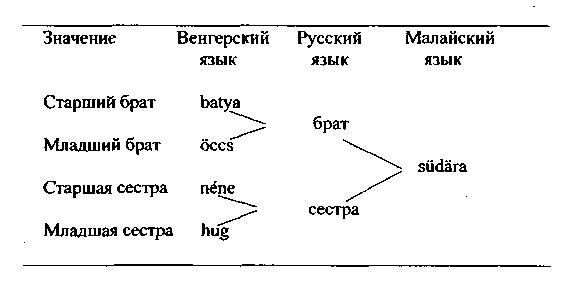 Значение Венгерский Русский Малайский
язык язык язык
Старший брат batya
брат
Младший брат öccs
südära
Старшая сестра néne
сестра
Младшая сестра hug